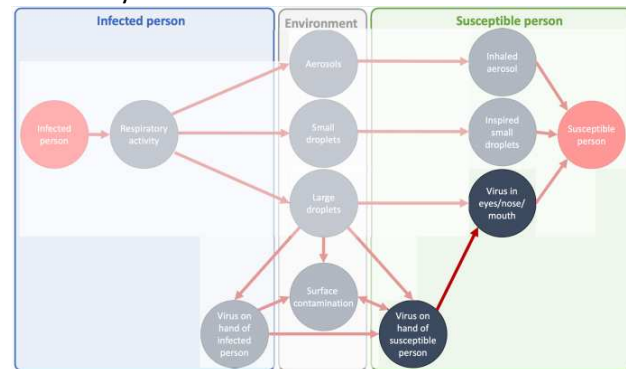 Infected person
Environment
Susceptible person
Aerosols
Inhaled
aerosol
Infected
person
Respiratory
activity
Small
droplets
Inspired
small
droplets
Susceptible
person
Large
droplets
Virus in
eyes/nose/
mouth
Surface
contamination
Virus on
hand of
infected
person
Virus on
hand of
susceptible
person